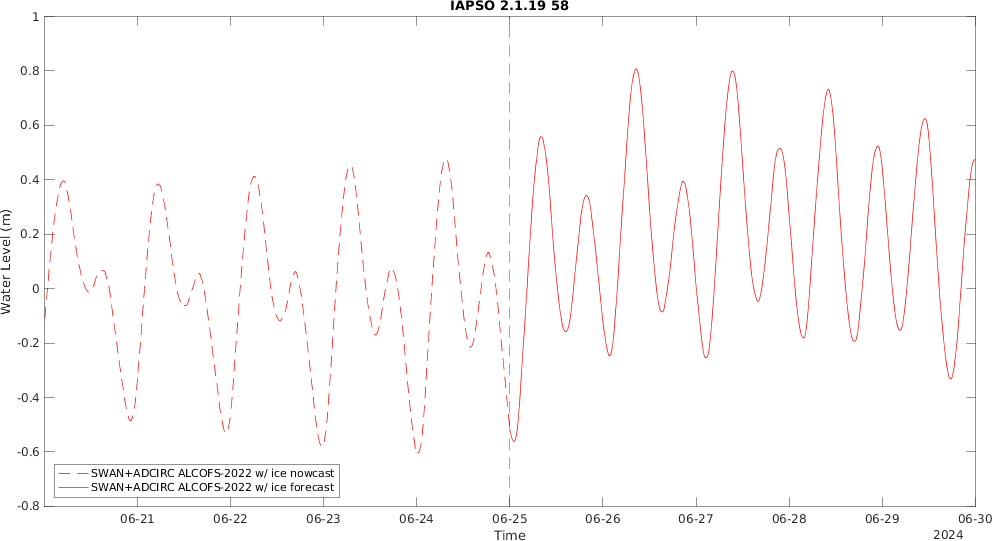 IAPSO 2.1.19 58
1
0.8
0.6
0.4
0.2
0
-0.2
-0.4
-0.6
-0.8
Water Level (m)
SWAN+ADCIRC ALCOFS-2022 w/ ice nowcast
SWAN+ADCIRC ALCOFS-2022 w/ ice forecast
06-21 06-22 06-23 06-24 06-25 06-26 06-27 06-28 06-29 06-30
Time
2024